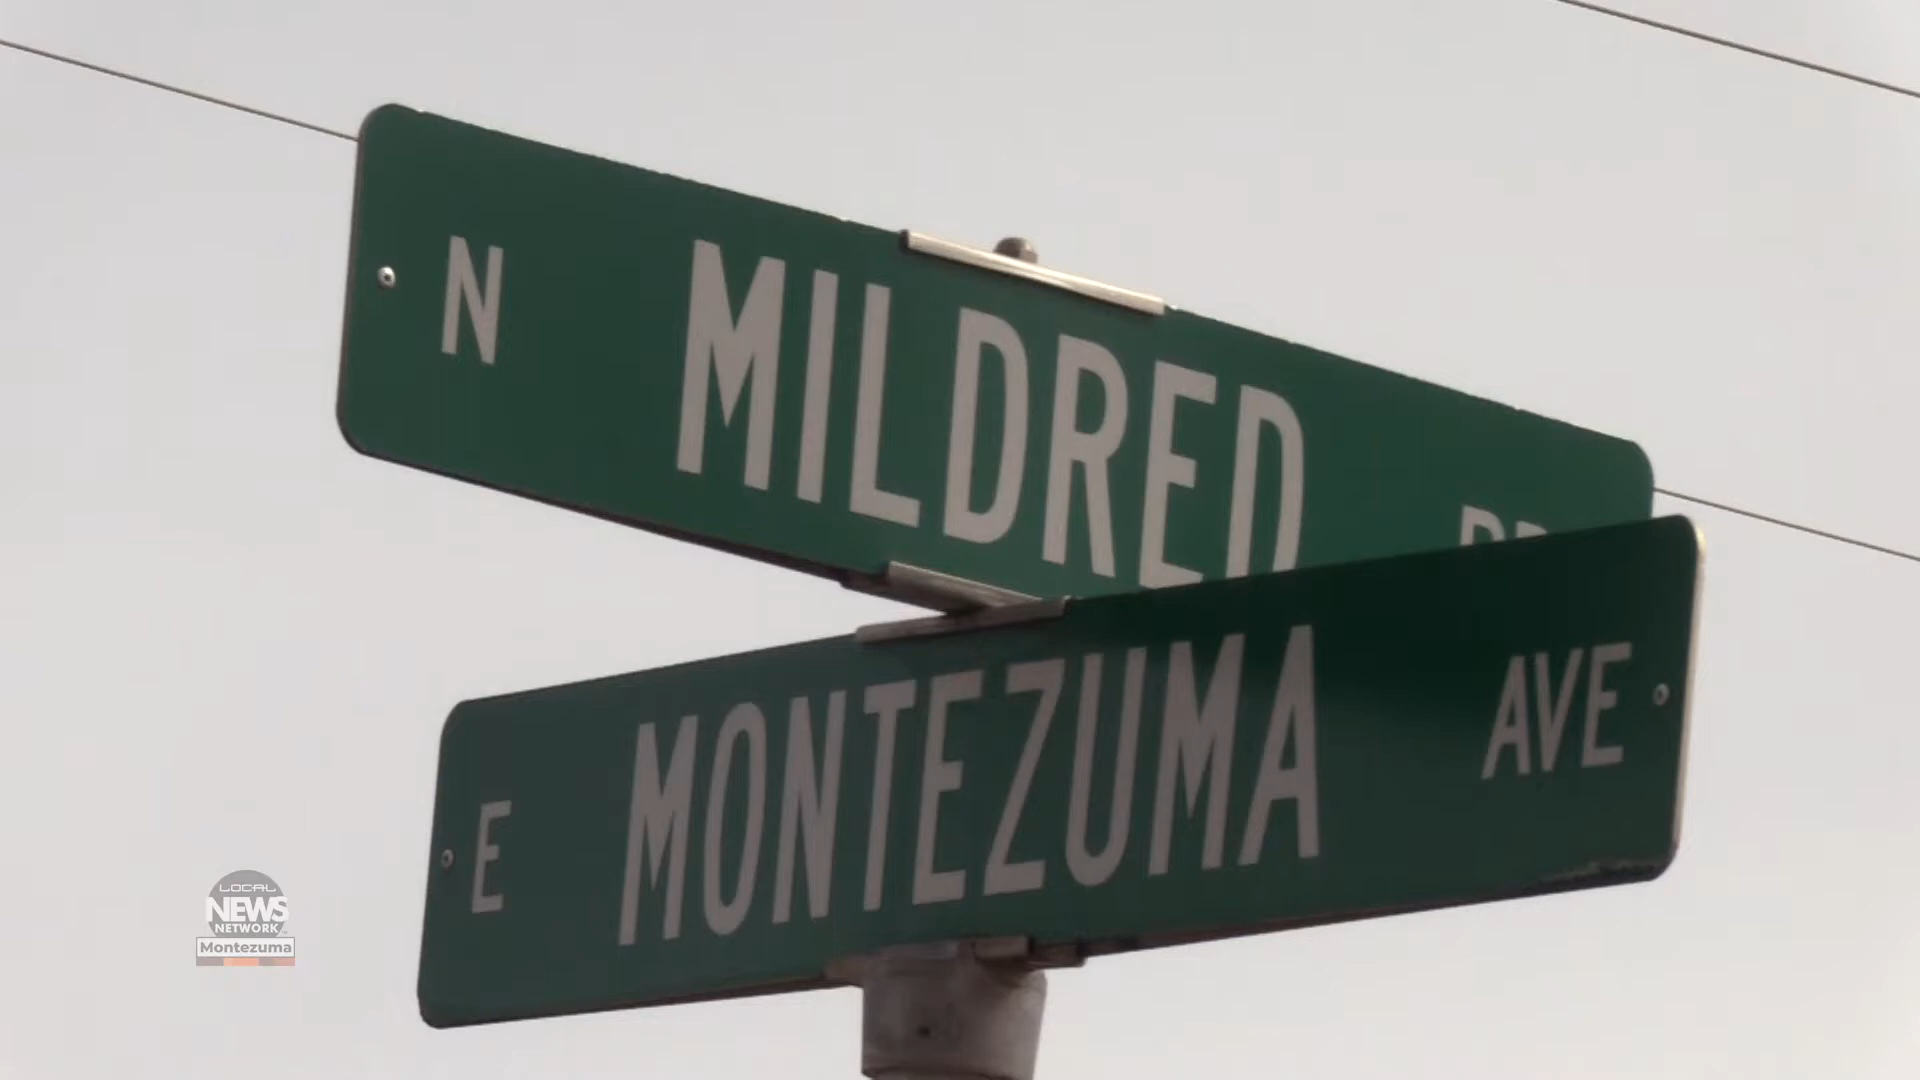 N MILDRED
E MONTEZUMA AVE
LOCAL
NEWS
NETWORK
Montezuma